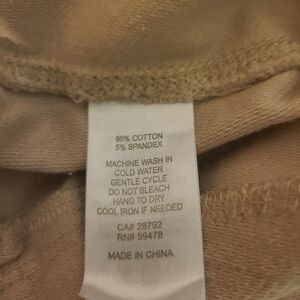 95% COTTON
5% SPANDEX
MACHINE WASH IN
COLD WATER
GENTLE CYCLE
DO NOT BLEACH
HANG TO DRY
COOL IRON IF NEEDED
CA# 28792
RN# 59478
MADE IN CHINA